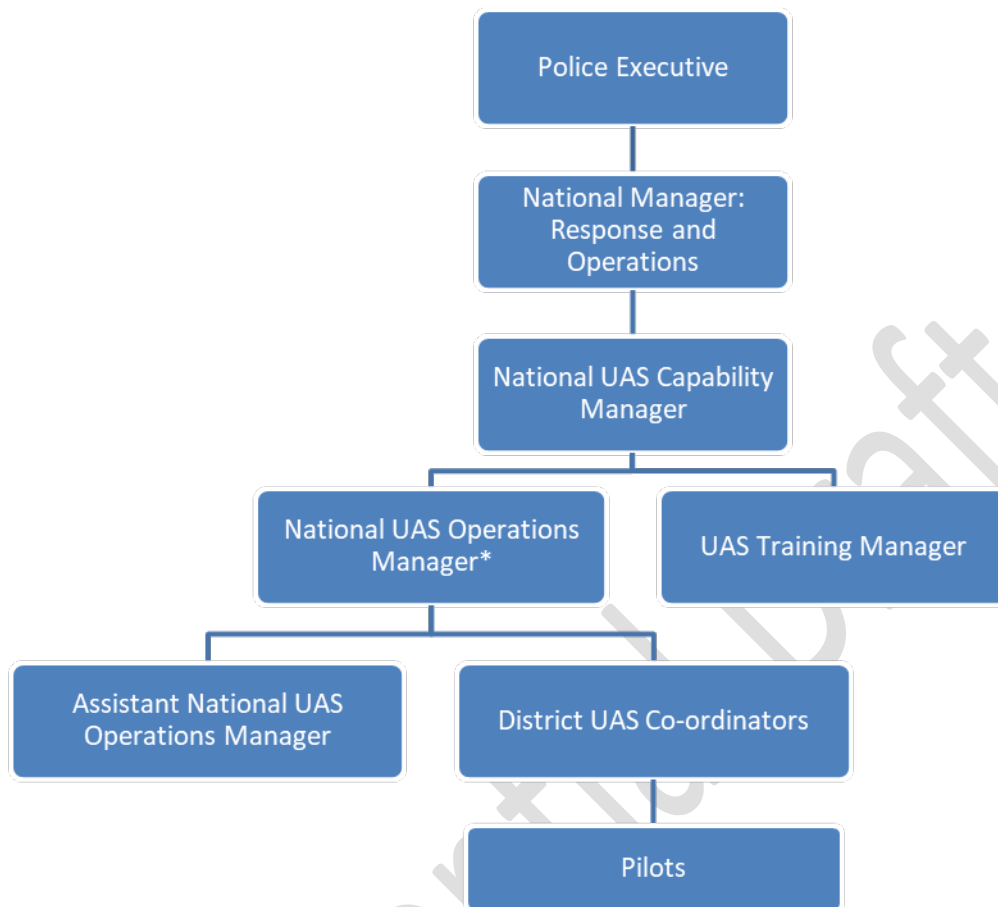 Police Executive
National Manager:
Response and
Operations
National UAS Capability
Manager
National UAS Operations
Manager*
UAS Training Manager
Assistant National UAS
Operations Manager
District UAS Co-ordinators
Pilots